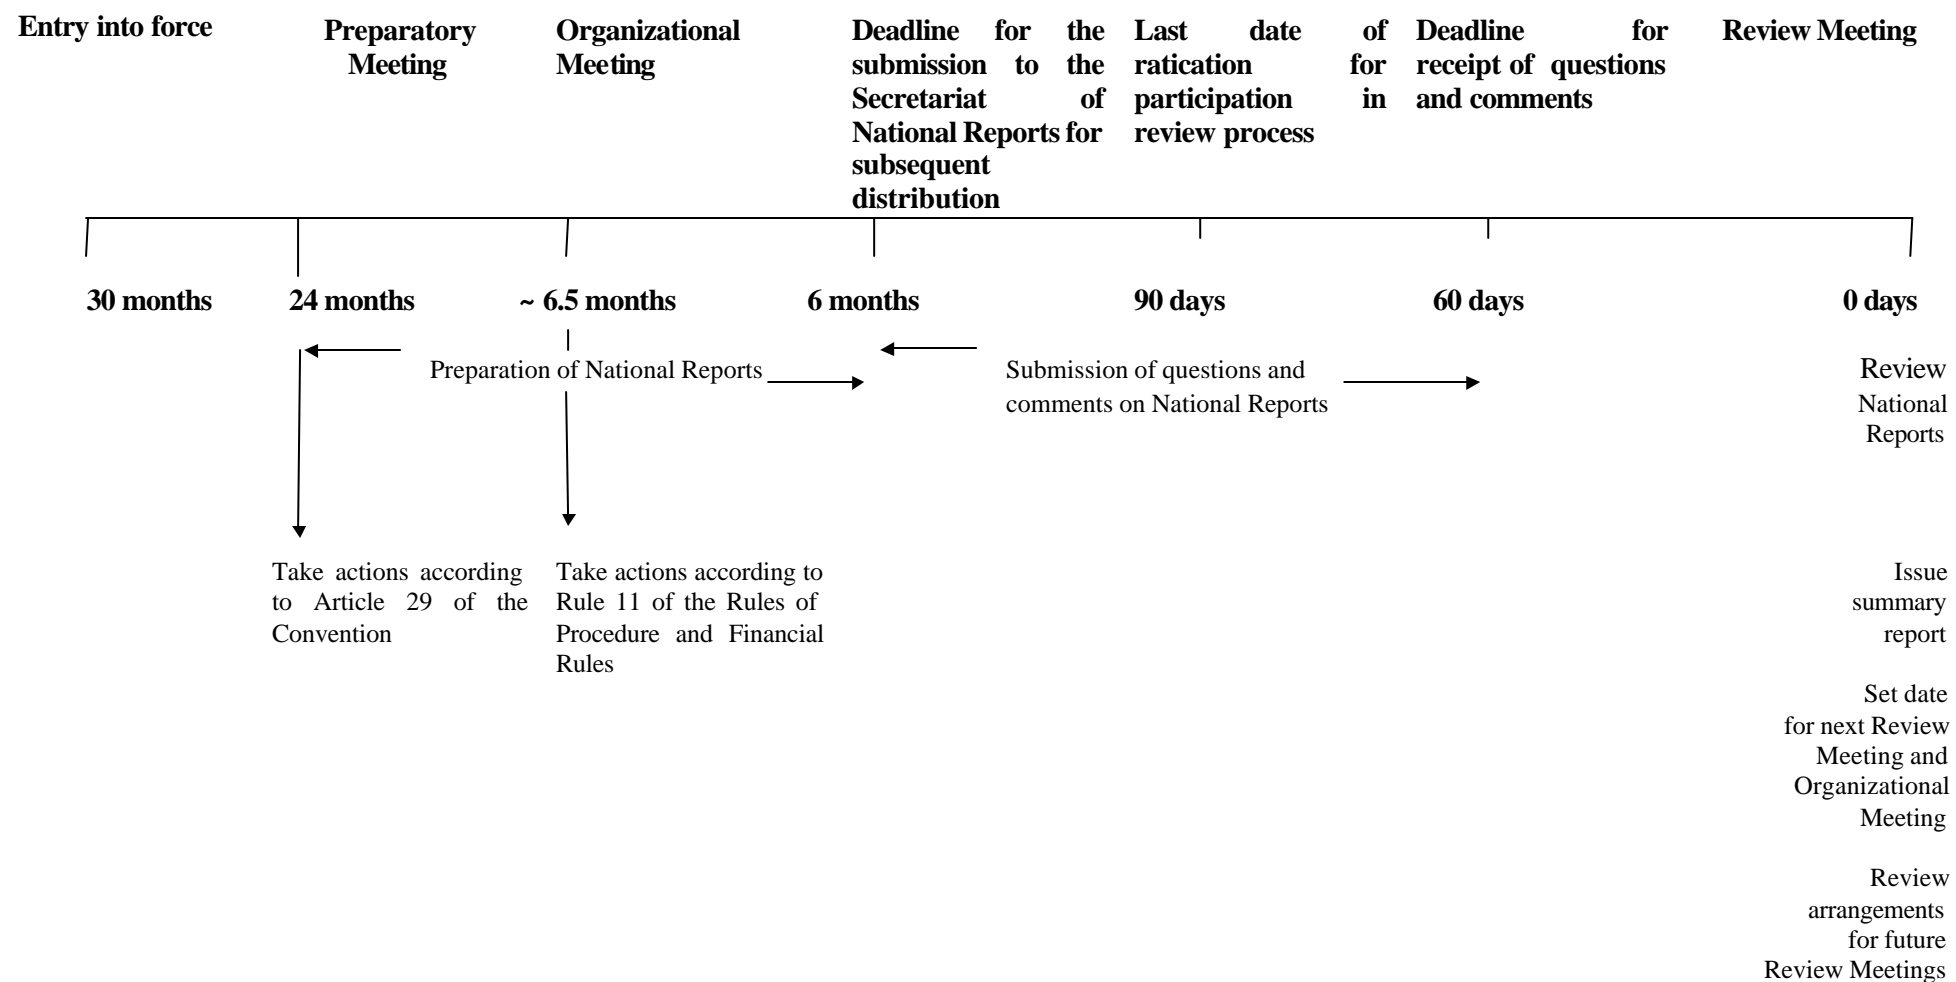 Entry into force
Preparatory
Meeting
Organizational
Meeting
Deadline for the
submission to the
Secretariat of
National Reports for
subsequent
distribution
Last date of
ratication for
participation in
review process
Deadline for
receipt of questions
and comments
Review Meeting
30 months
24 months
~ 6.5 months
6 months
90 days
60 days
0 days
Preparation of National Reports
Submission of questions and
comments on National Reports
Review
National
Reports
Take actions according
to Article 29 of the
Convention
Take actions according to
Rule 11 of the Rules of
Procedure and Financial
Rules
Issue
summary
report
Set date
for next Review
Meeting and
Organizational
Meeting
Review
arrangements
for future
Review Meetings